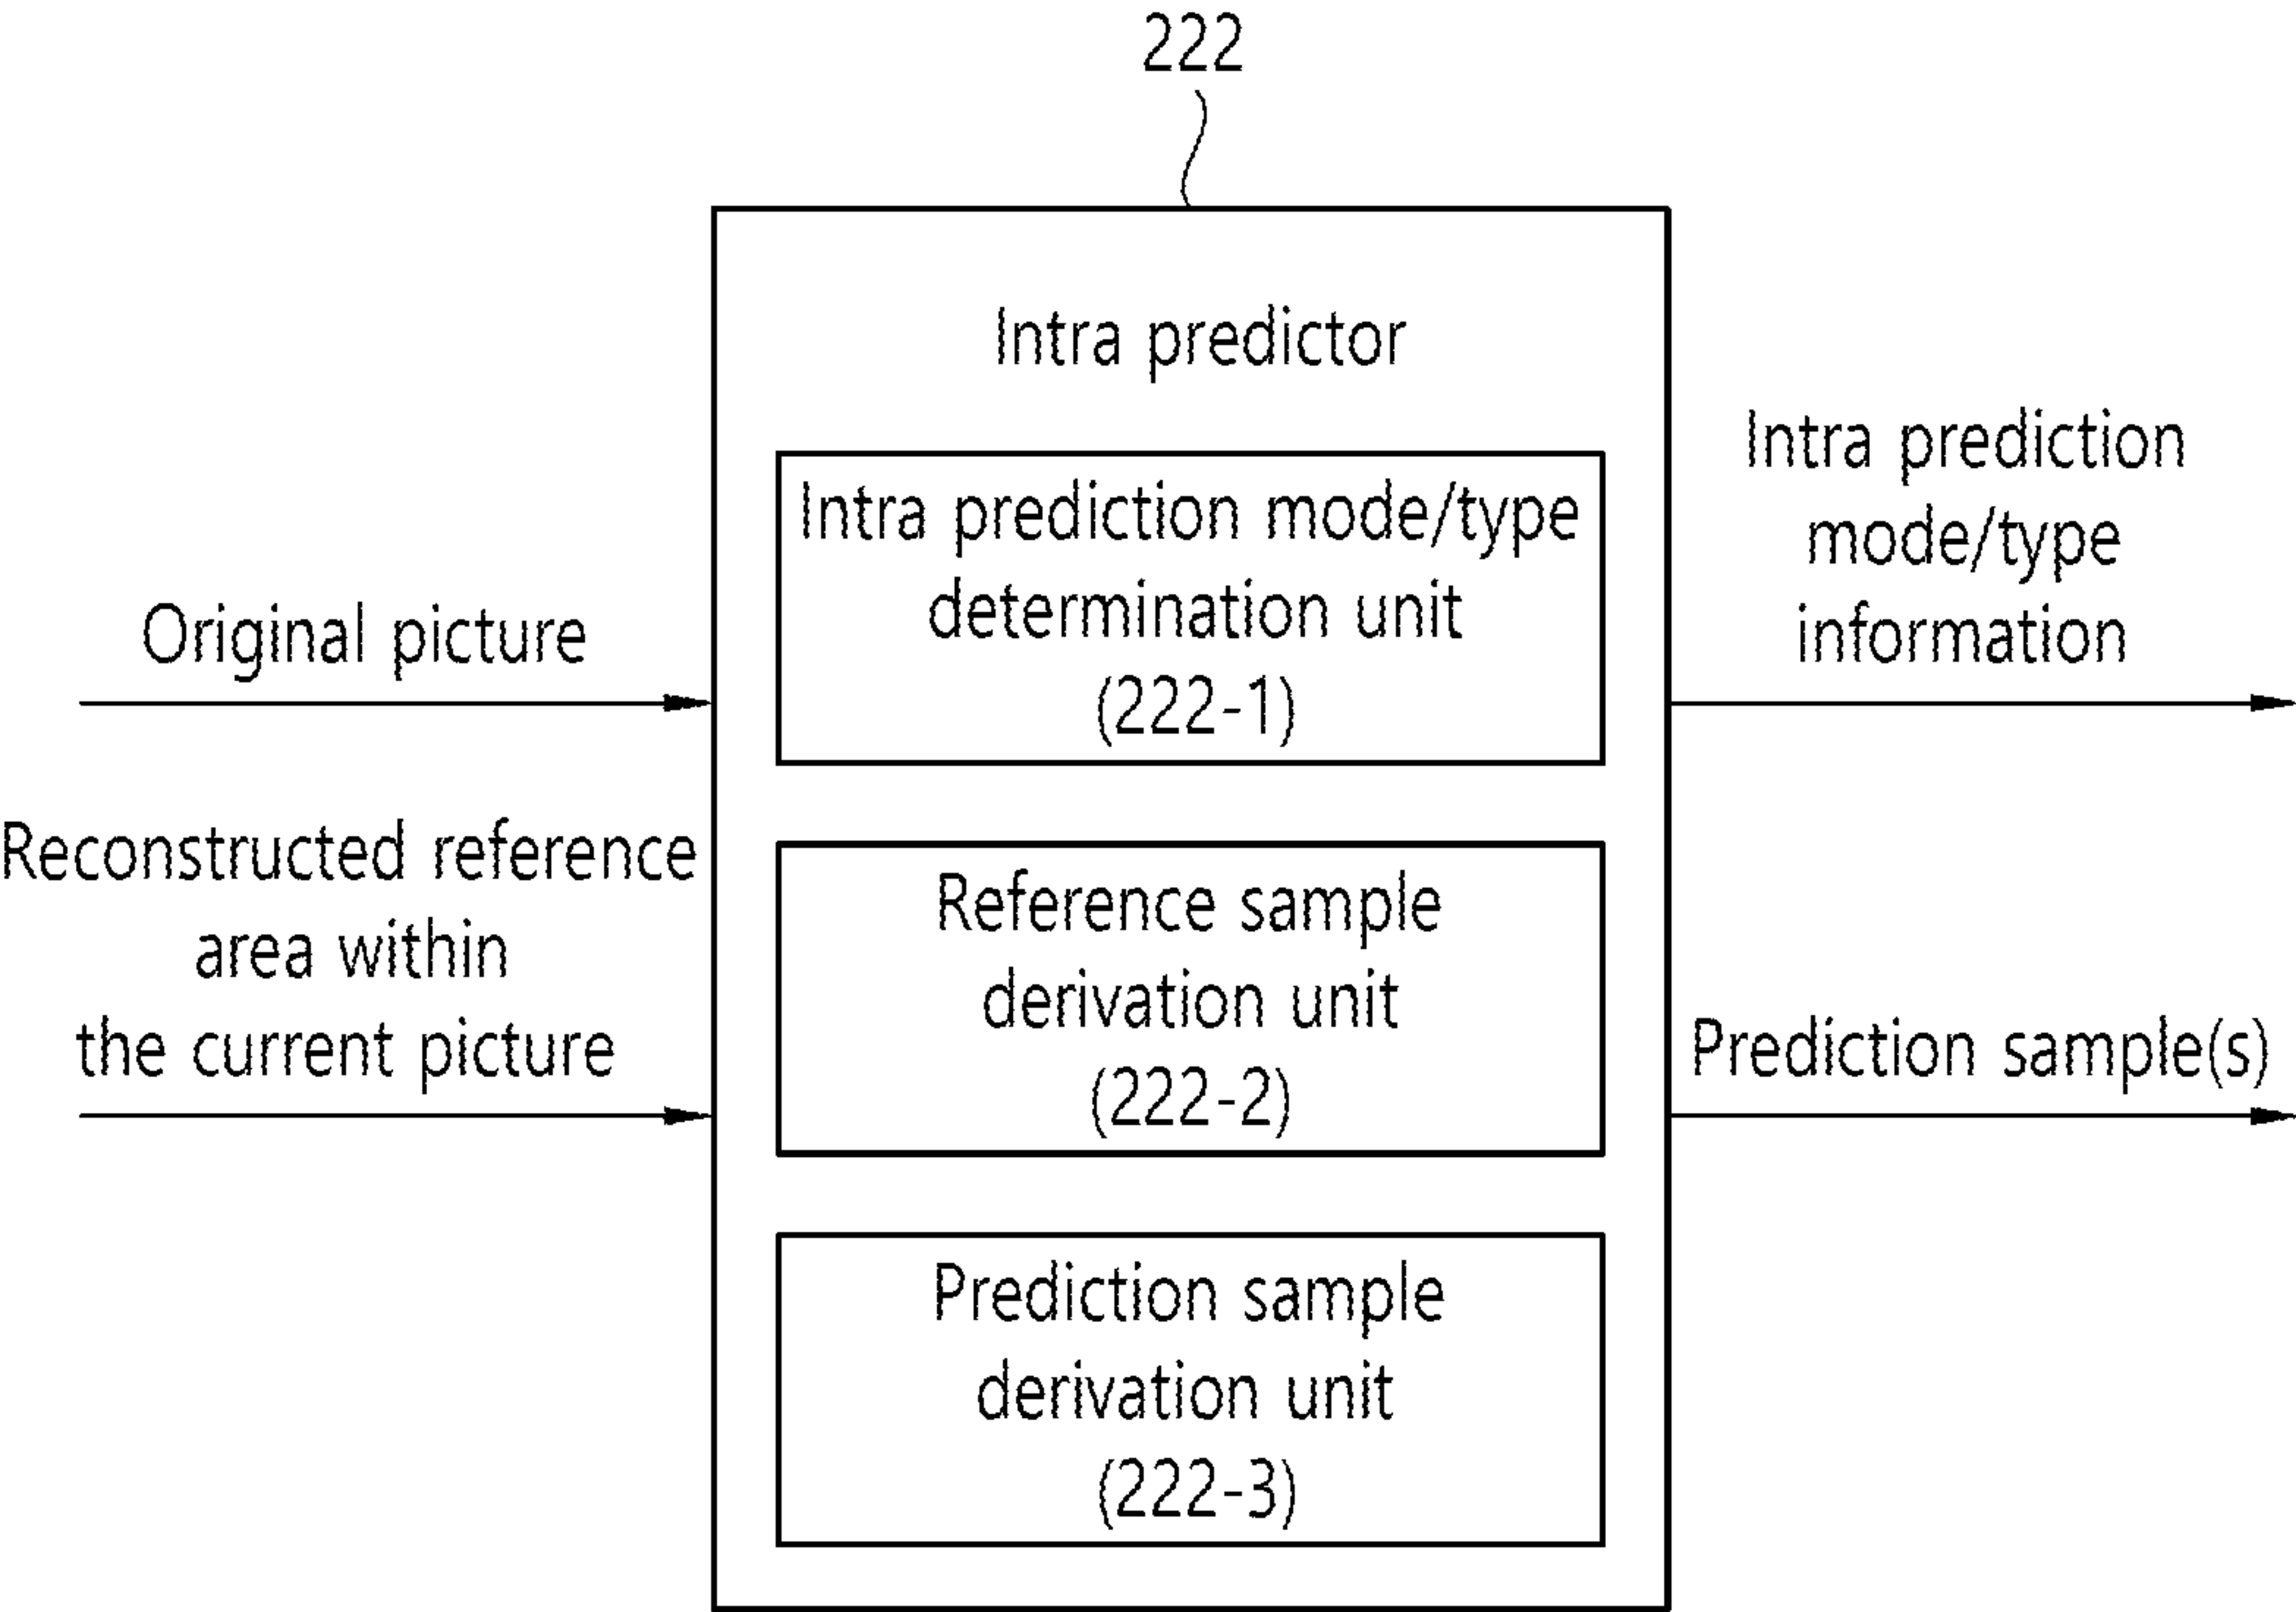 222
Intra predictor
Intra prediction mode/type
determination unit
(222-1)
Reference sample
derivation unit
(222-2)
Prediction sample
derivation unit
(222-3)
Original picture
Reconstructed reference
area within
the current picture
Intra prediction
mode/type
information
Prediction sample(s)